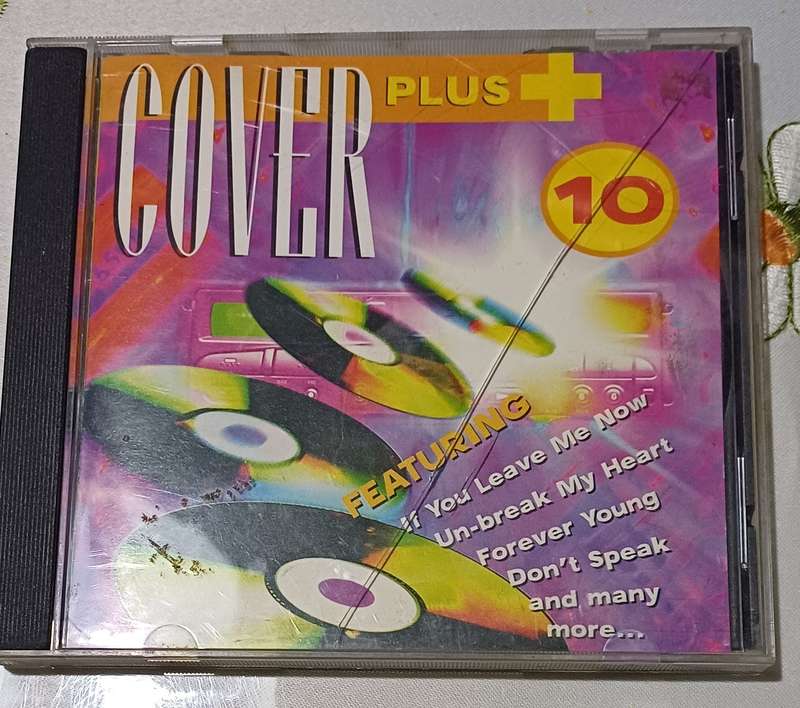 COVER PLUS +
10
FEATURING
If You Leave Me Now
Un-break My Heart
Forever Young
Don't Speak
and many
more...